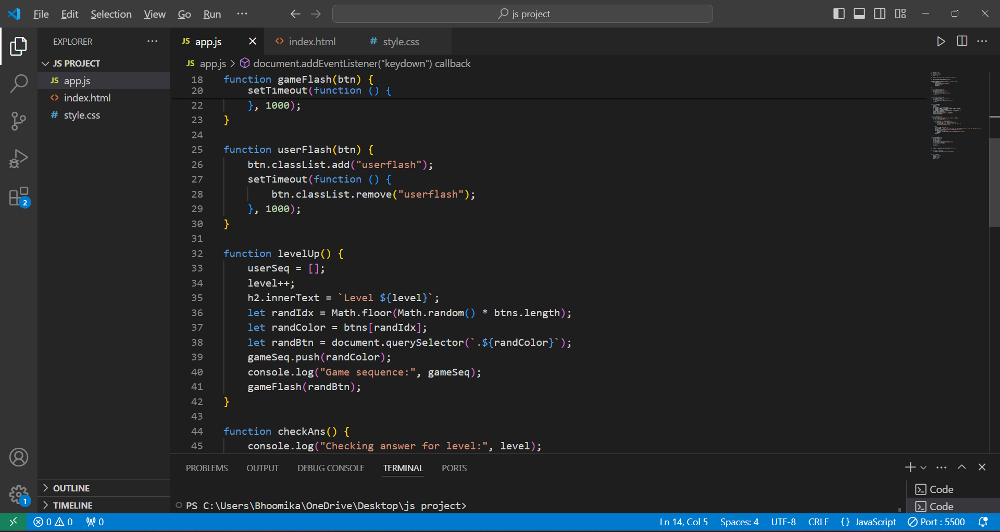 File Edit Selection View Go Run ··· js project
EXPLORER ···
JS PROJECT
JS app.js
<> index.html
# style.css
OUTLINE
TIMELINE
2
1
JS app.js <> index.html # style.css
JS app.js > document.addEventListener("keydown") callback
18 function gameFlash(btn) {
20     setTimeout(function () {
22     }, 1000);
23 }
24
25 function userFlash(btn) {
26     btn.classList.add("userflash");
27     setTimeout(function () {
28         btn.classList.remove("userflash");
29     }, 1000);
30 }
31
32 function levelUp() {
33     userSeq = [];
34     level++;
35     h2.innerText = `Level ${level}`;
36     let randIdx = Math.floor(Math.random() * btns.length);
37     let randColor = btns[randIdx];
38     let randBtn = document.querySelector(`.${randColor}`);
39     gameSeq.push(randColor);
40     console.log("Game sequence:", gameSeq);
41     gameFlash(randBtn);
42 }
43
44 function checkAns() {
45     console.log("Checking answer for level:", level);
PROBLEMS OUTPUT DEBUG CONSOLE TERMINAL PORTS
PS C:\Users\Bhoomika\OneDrive\Desktop\js project>
Code
Code
0 0 0 Ln 14, Col 5 Spaces: 4 UTF-8 CRLF {} JavaScript Port : 5500